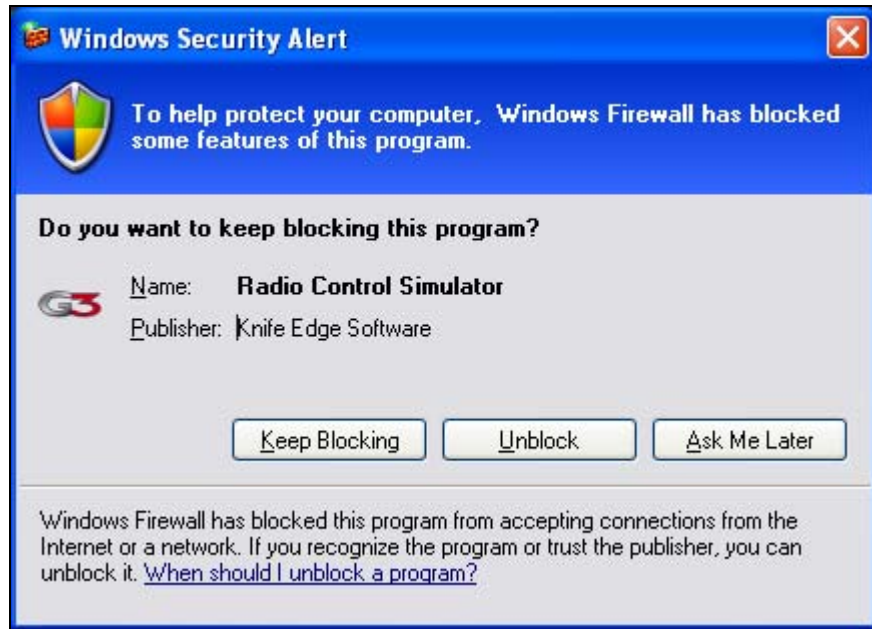 Windows Security Alert
To help protect your computer, Windows Firewall has blocked
some features of this program.
Do you want to keep blocking this program?
G3
Name: Radio Control Simulator
Publisher: Knife Edge Software
Keep Blocking Unblock Ask Me Later
Windows Firewall has blocked this program from accepting connections from the
Internet or a network. If you recognize the program or trust the publisher, you can
unblock it. When should I unblock a program?